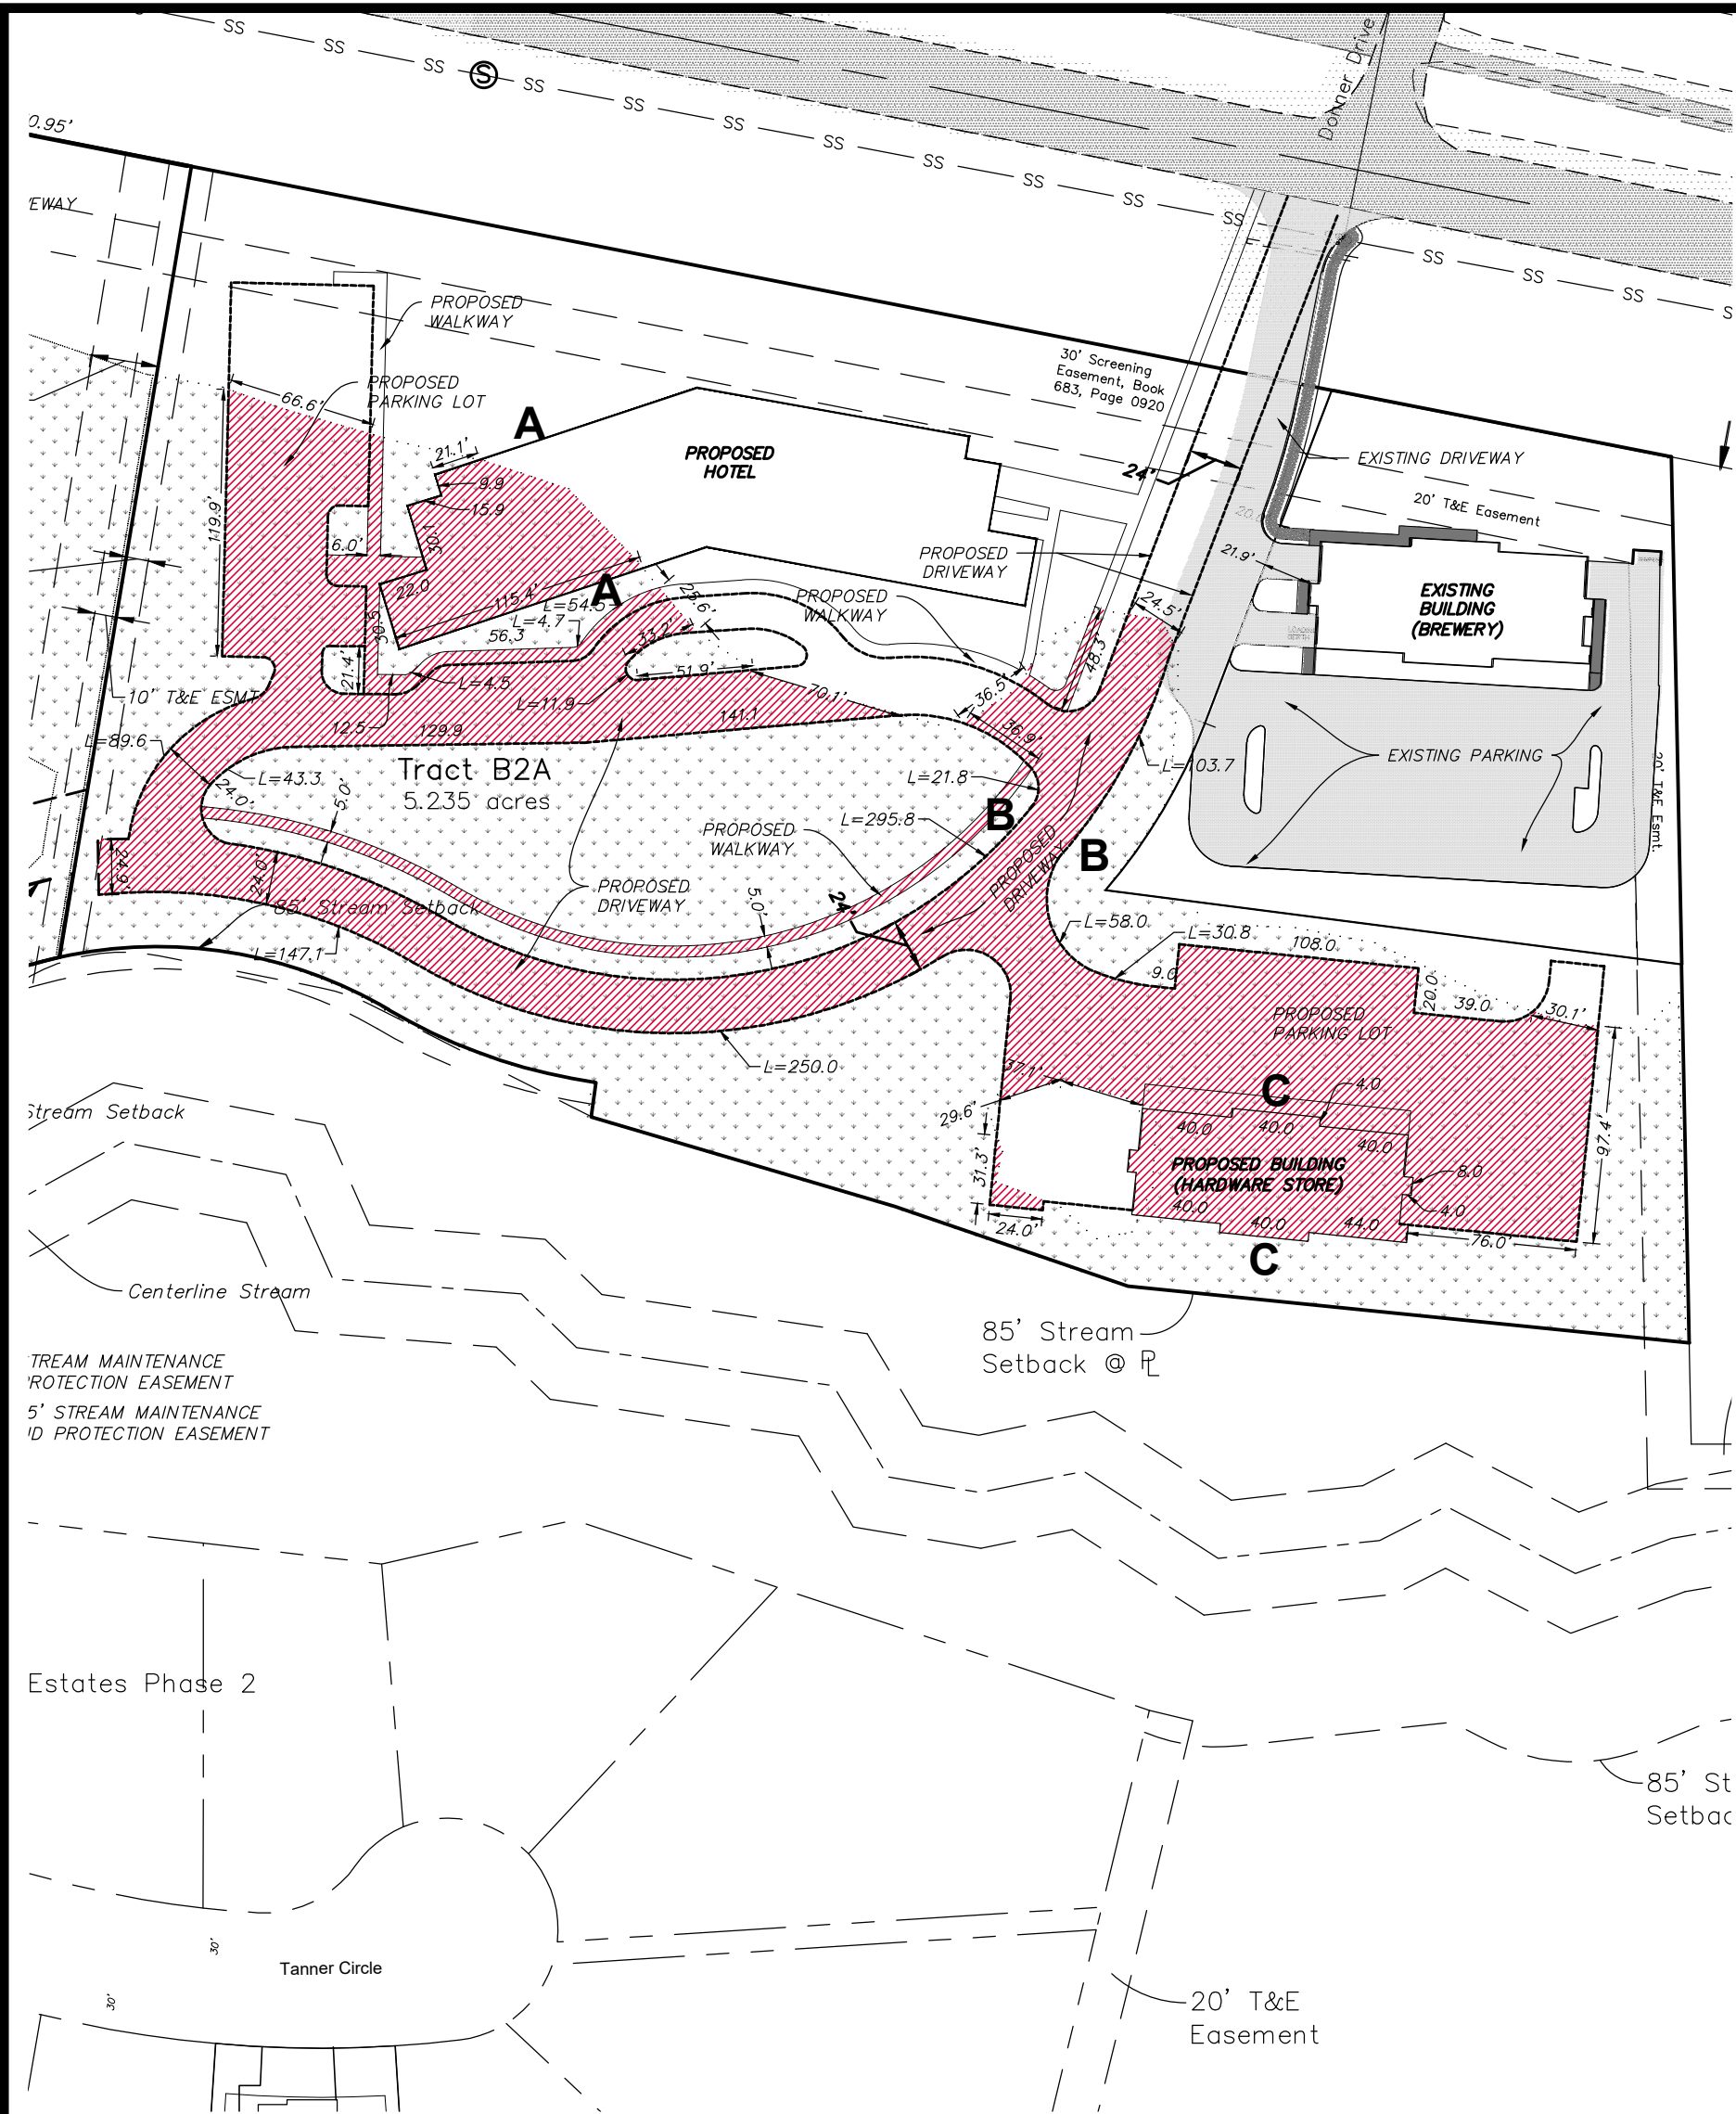 SS
SS
SS
S
SS
SS
SS
SS
SS
SS
SS
SS
SS
SS
SS
SS
S
Donner Drive
0.95'
EWAY
PROPOSED
WALKWAY
PROPOSED
PARKING LOT
66.6'
A
21.1'
9.9
15.9
PROPOSED
HOTEL
30' Screening
Easement, Book
683, Page 0920
24'
EXISTING DRIVEWAY
20' T&E Easement
119.9'
6.0'
30.1
22.0
115.4'
A
L=54.5
L=4.7
56.3
25.6'
33.2'
PROPOSED
DRIVEWAY
PROPOSED
WALKWAY
21.9'
24.5'
EXISTING
BUILDING
(BREWERY)
30.5
21.4'
51.9'
48.3'
10' T&E ESMT
L=4.5
L=11.9
70.1'
36.5'
12.5
129.9
141.1
36.9'
L=89.6
L=43.3
24.0'
5.0'
Tract B2A
5.235 acres
L=21.8
L=103.7
EXISTING PARKING
20' T&E Esmt.
L=295.8
B
B
PROPOSED
WALKWAY
PROPOSED
DRIVEWAY
24.9
24.0'
PROPOSED
DRIVEWAY
24'
5.0'
85' Stream Setback
L=147.1
L=58.0
L=30.8
108.0
9.0
20.0
39.0
30.1'
PROPOSED
PARKING LOT
L=250.0
37.1'
29.6'
C
4.0
40.0
40.0
40.0
97.4'
31.3'
PROPOSED BUILDING
(HARDWARE STORE)
8.0
4.0
40.0
40.0
44.0
24.0'
76.0'
C
Stream Setback
Centerline Stream
85' Stream
Setback @ PL
TREAM MAINTENANCE
ROTECTION EASEMENT
5' STREAM MAINTENANCE
D PROTECTION EASEMENT
Estates Phase 2
85' St
Setbac
30'
Tanner Circle
30'
20' T&E
Easement